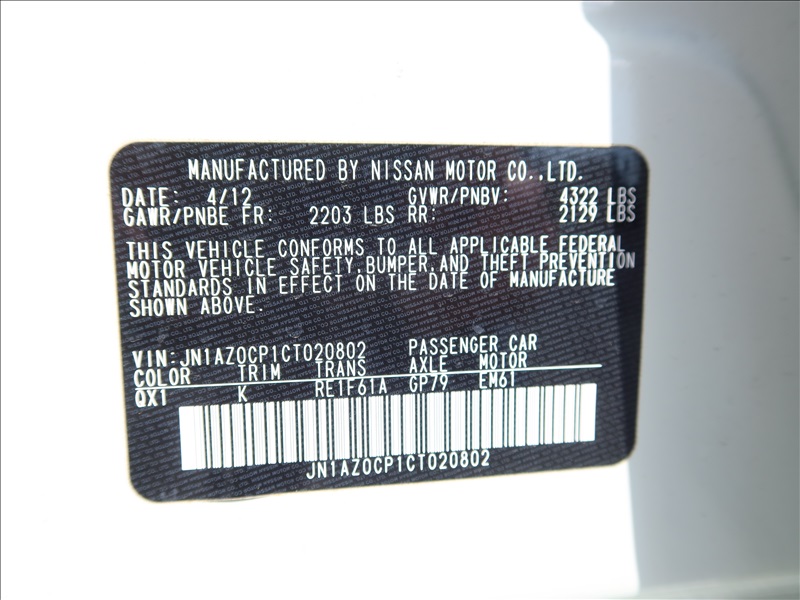 MANUFACTURED BY NISSAN MOTOR CO.,LTD.
DATE: 4/12 GVWR/PNBV: 4322 LBS
GAWR/PNBE FR: 2203 LBS RR: 2129 LBS
THIS VEHICLE CONFORMS TO ALL APPLICABLE FEDERAL
MOTOR VEHICLE SAFETY,BUMPER,AND THEFT PREVENTION
STANDARDS IN EFFECT ON THE DATE OF MANUFACTURE
SHOWN ABOVE.
VIN:JN1AZ0CP1CT020802 PASSENGER CAR
COLOR TRIM TRANS AXLE MOTOR
QX1 K RE1F61A GP79 EM61
JN1AZ0CP1CT020802